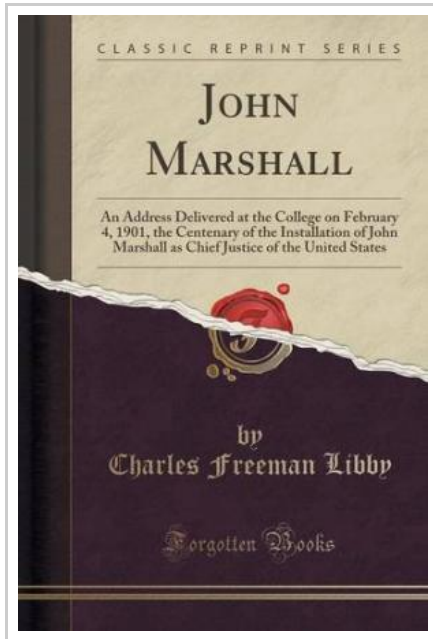 CLASSIC REPRINT SERIES
JOHN
MARSHALL
An Address Delivered at the College on February
4, 1901, the Centenary of the Installation of John
Marshall as Chief Justice of the United States
by
Charles Freeman Libby
Forgotten Books